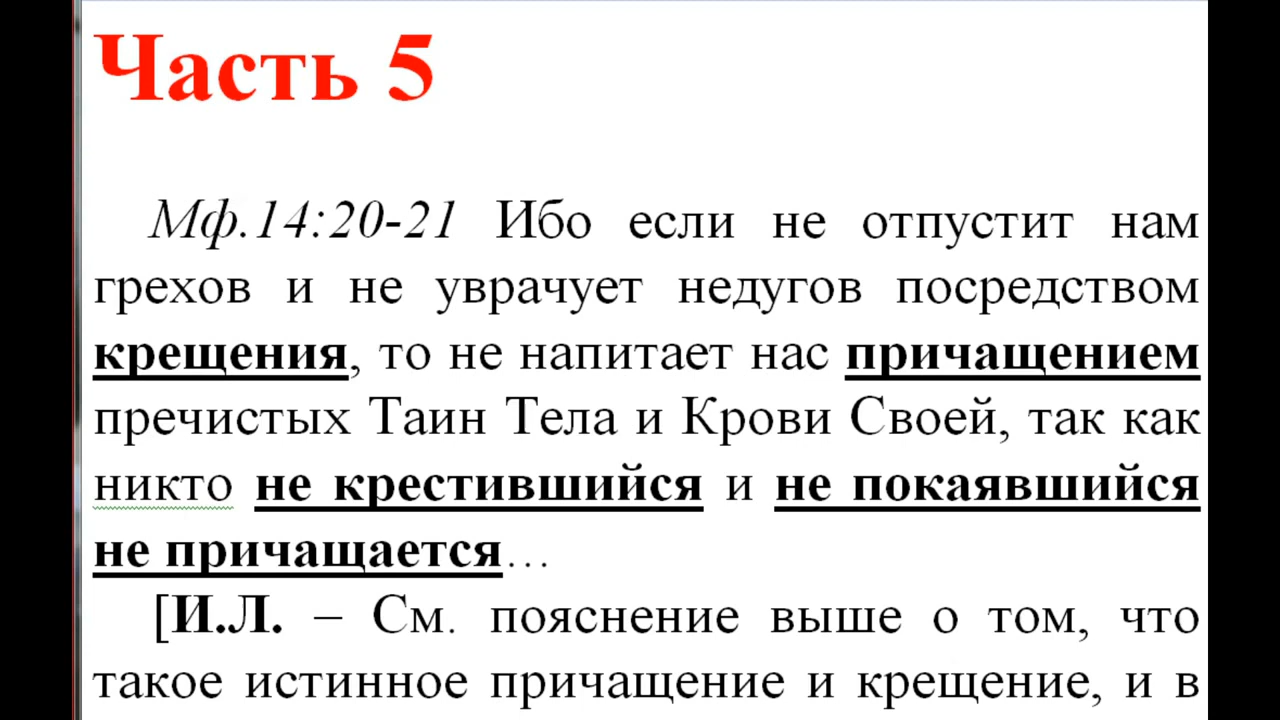 Часть 5
Мф.14:20-21 Ибо если не отпустит нам
грехов и не уврачует недугов посредством
крещения, то не напитает нас причащением
пречистых Таин Тела и Крови Своей, так как
никто не крестившийся и не покаявшийся
не причащается…
[И.Л. – См. пояснение выше о том, что
такое истинное причащение и крещение, и в